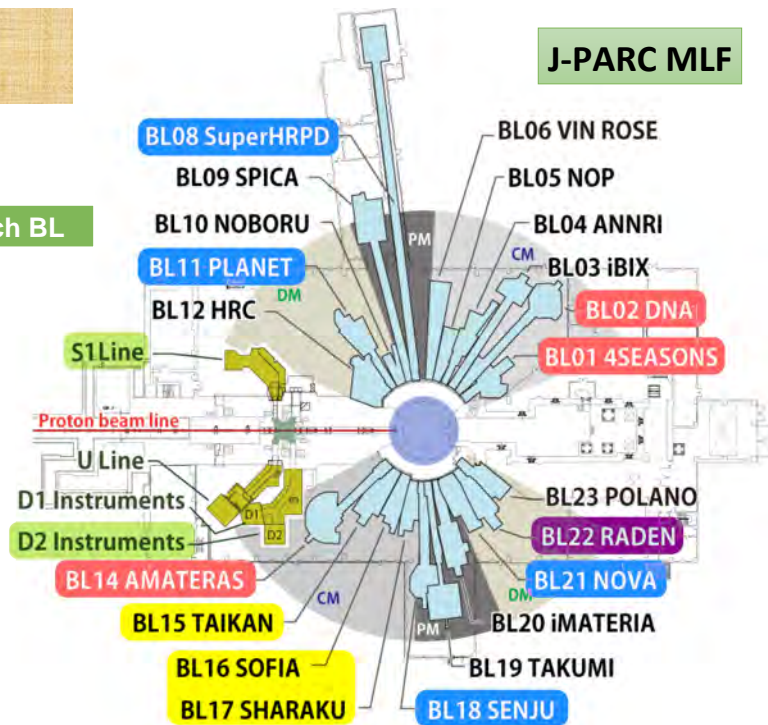 J-PARC MLF
BL08 SuperHRPD
BL06 VIN ROSE
BL09 SPICA
BL05 NOP
ch BL
BL10 NOBORU
PM
BL04 ANNRI
CM
BL11 PLANET
BL03 iBIX
DM
BL12 HRC
BL02 DNA
S1Line
BL01 4SEASONS
Proton beam line
U Line
D1 Instruments
BL23 POLANO
D1
D2 Instruments
D2
BL22 RADEN
BL14 AMATERAS
BL21 NOVA
CM
DM
BL15 TAIKAN
PM
BL20 iMATERIA
BL16 SOFIA
BL19 TAKUMI
BL17 SHARAKU
BL18 SENJU